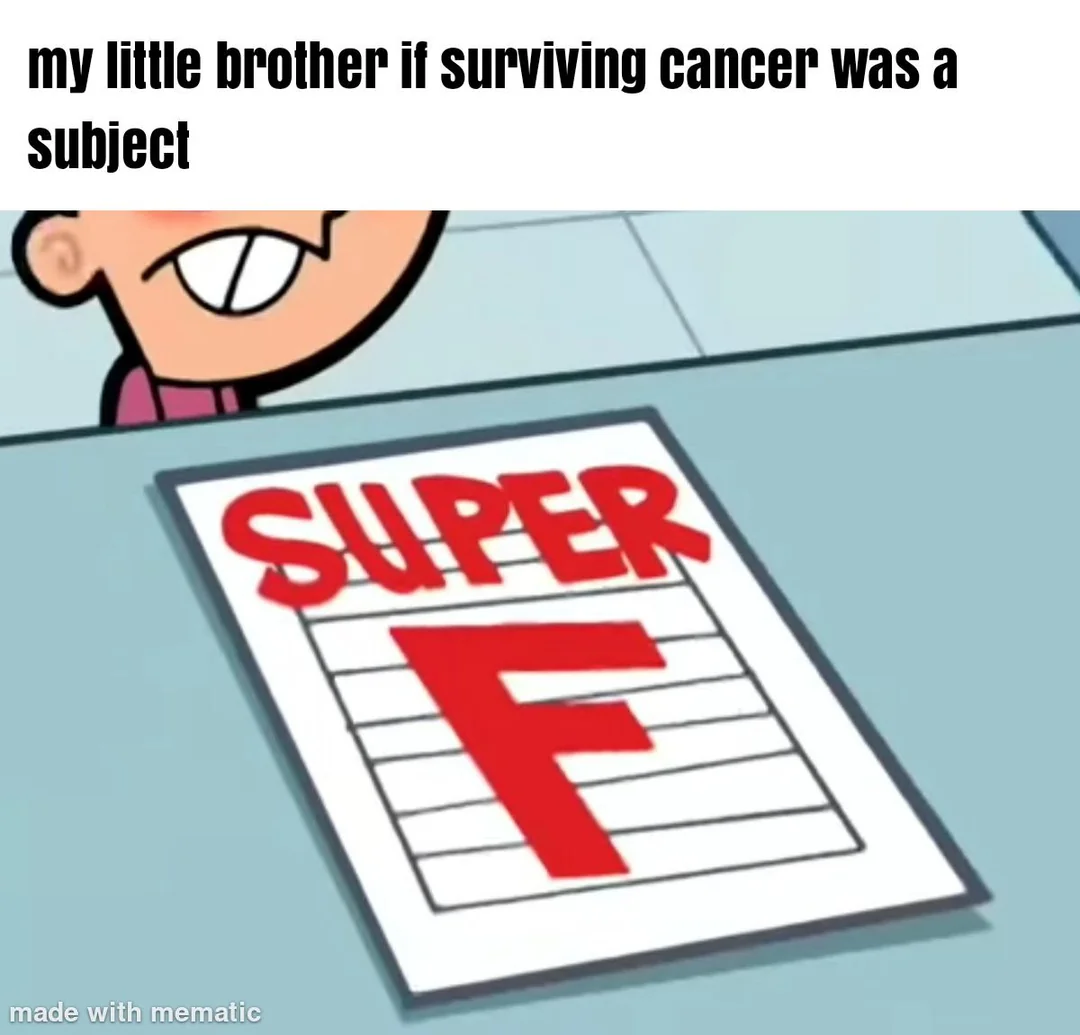 my little brother if surviving cancer was a
subject
SUPER
F
made with mematic